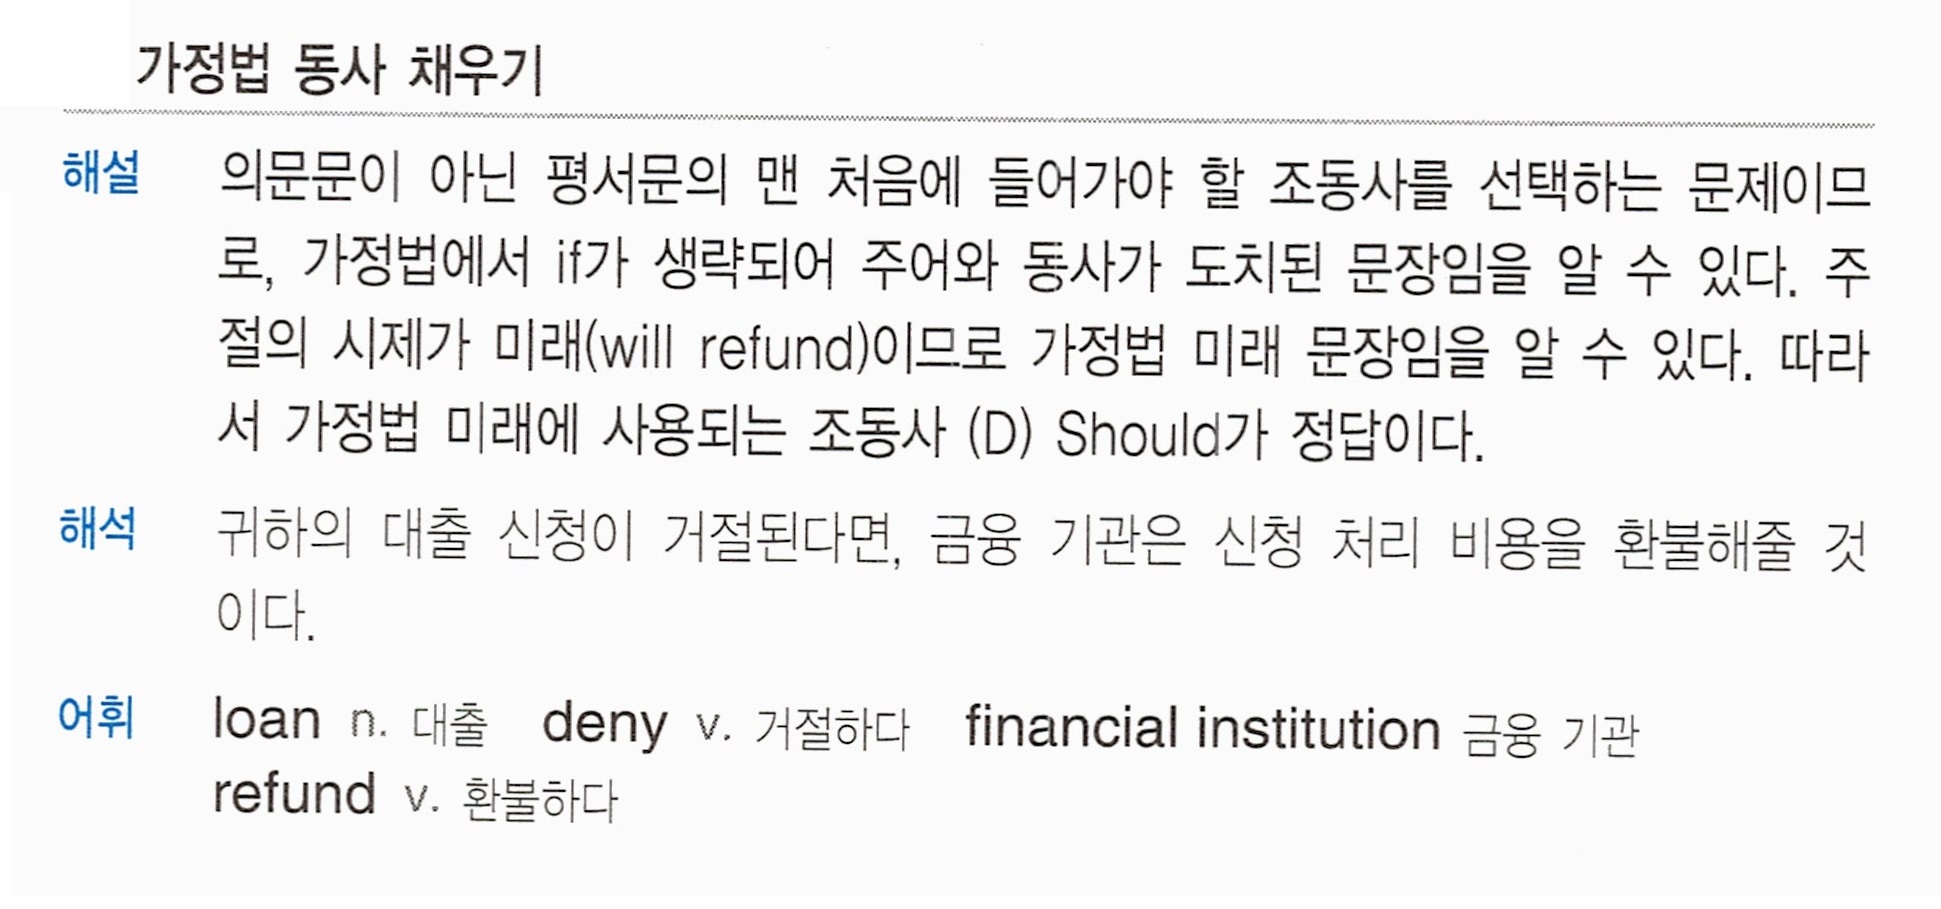 가정법 동사 채우기
해설 의문문이 아닌 평서문의 맨 처음에 들어가야 할 조동사를 선택하는 문제이므
로, 가정법에서 if가 생략되어 주어와 동사가 도치된 문장임을 알 수 있다. 주
절의 시제가 미래(will refund)이므로 가정법 미래 문장임을 알 수 있다. 따라
서 가정법 미래에 사용되는 조동사 (D) Should가 정답이다.
해석 귀하의 대출 신청이 거절된다면, 금융 기관은 신청 처리 비용을 환불해줄 것
이다.
어휘 loan n. 대출 deny v. 거절하다 financial institution 금융 기관
refund v. 환불하다